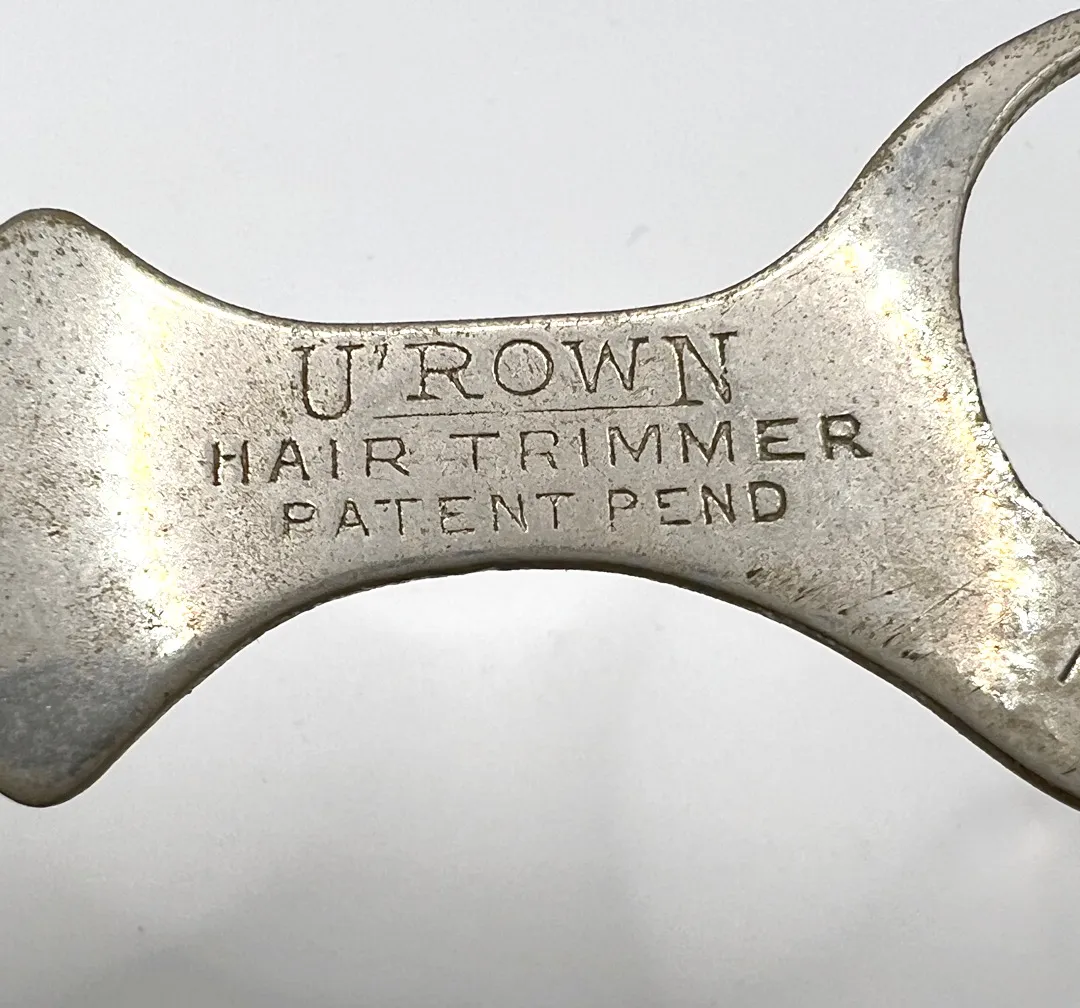 U'ROWN
HAIR TRIMMER
PATENT PEND